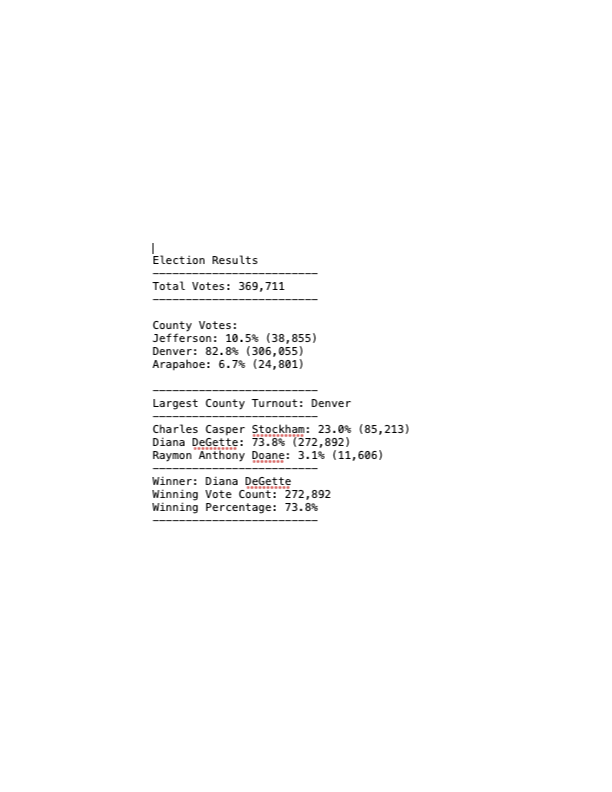 Election Results
-------------------------
Total Votes: 369,711
-------------------------
County Votes:
Jefferson: 10.5% (38,855)
Denver: 82.8% (306,055)
Arapahoe: 6.7% (24,801)
-------------------------
Largest County Turnout: Denver
-------------------------
Charles Casper Stockham: 23.0% (85,213)
Diana DeGette: 73.8% (272,892)
Raymon Anthony Doane: 3.1% (11,606)
-------------------------
Winner: Diana DeGette
Winning Vote Count: 272,892
Winning Percentage: 73.8%
-------------------------